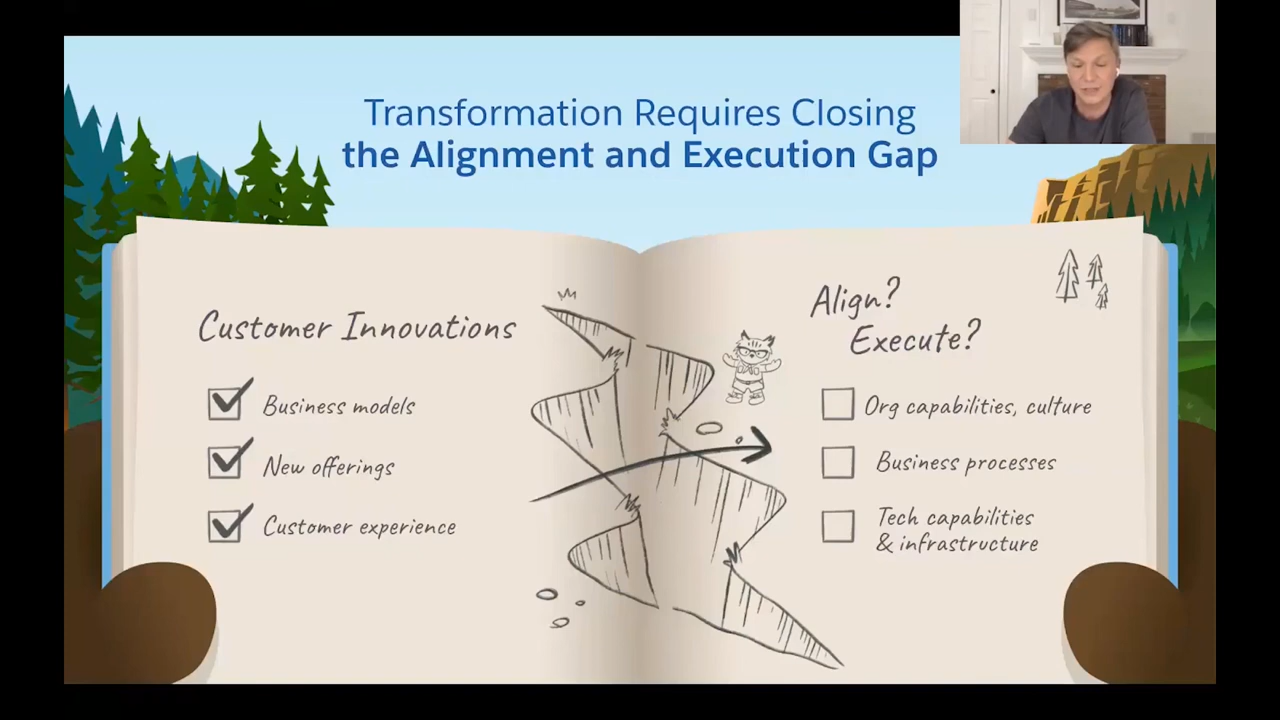 Transformation Requires Closing
the Alignment and Execution Gap
Customer Innovations
Business models
New offerings
Customer experience
Align?
Execute?
Org capabilities, culture
Business processes
Tech capabilities
& infrastructure